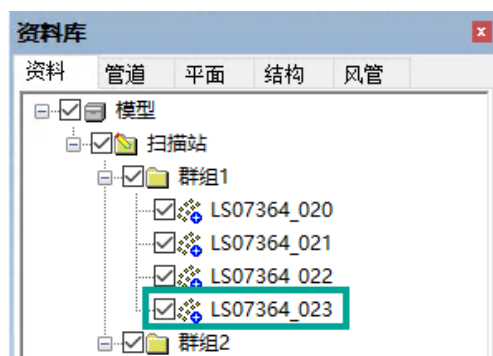 资料库
资料 管道 平面 结构 风管
模型
扫描站
群组1
LS07364_020
LS07364_021
LS07364_022
LS07364_023
群组2